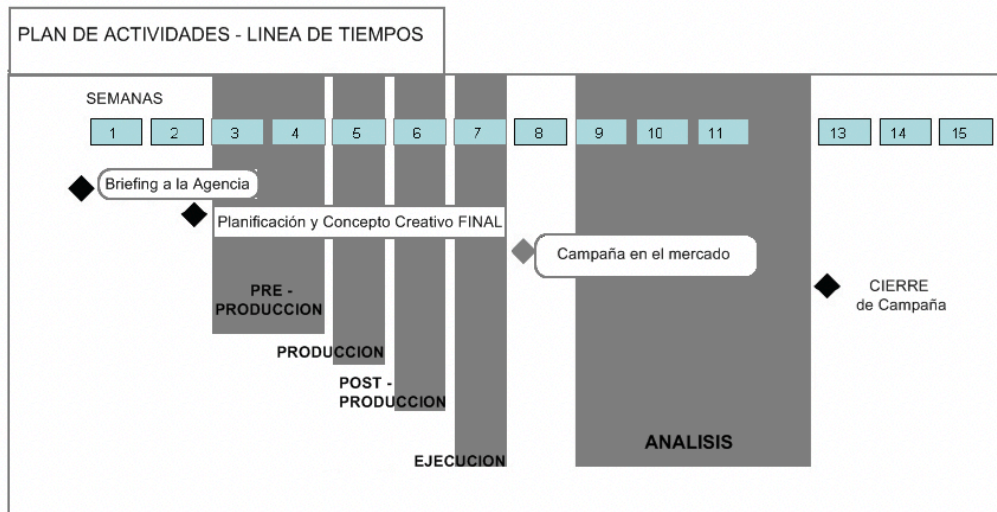 PLAN DE ACTIVIDADES - LINEA DE TIEMPOS
SEMANAS
1 2 3 4 5 6 7 8 9 10 11 13 14 15
Briefing a la Agencia
Planificación y Concepto Creativo FINAL
Campaña en el mercado
CIERRE
de Campaña
PRE -
PRODUCCION
PRODUCCION
POST -
PRODUCCION
ANALISIS
EJECUCION